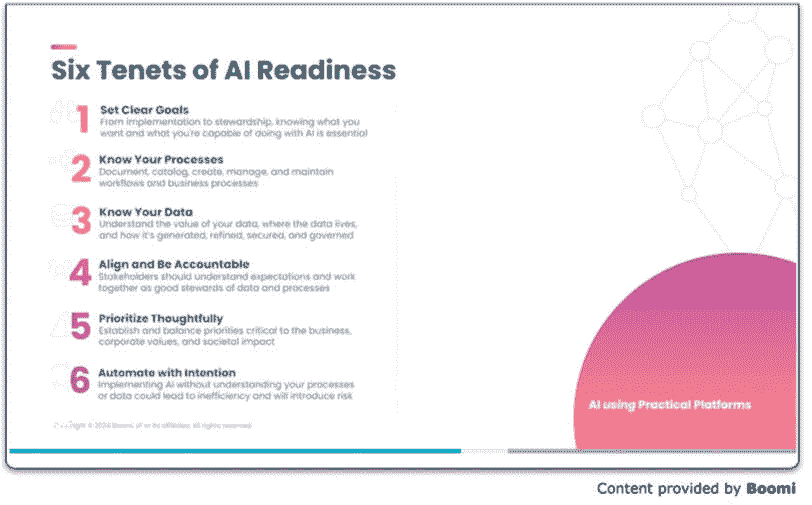 Six Tenets of AI Readiness
1
Set Clear Goals
From implementation to stewardship, knowing what you
want and what you're capable of doing with AI is essential
2
Know Your Processes
Document, catalog, create, manage, and maintain
workflows and business processes
3
Know Your Data
Understand the value of your data, where the data lives,
and how it's generated, refined, secured, and governed
4
Align and Be Accountable
Stakeholders should understand expectations and work
together as good stewards of data and processes
5
Prioritize Thoughtfully
Establish and balance priorities critical to the business,
corporate values, and societal impact
6
Automate with Intention
Implementing AI without understanding your processes
or data could lead to inefficiency and will introduce risk
AI using Practical Platforms
© 2024 Boomi, or its affiliates, all rights reserved
Content provided by Boomi